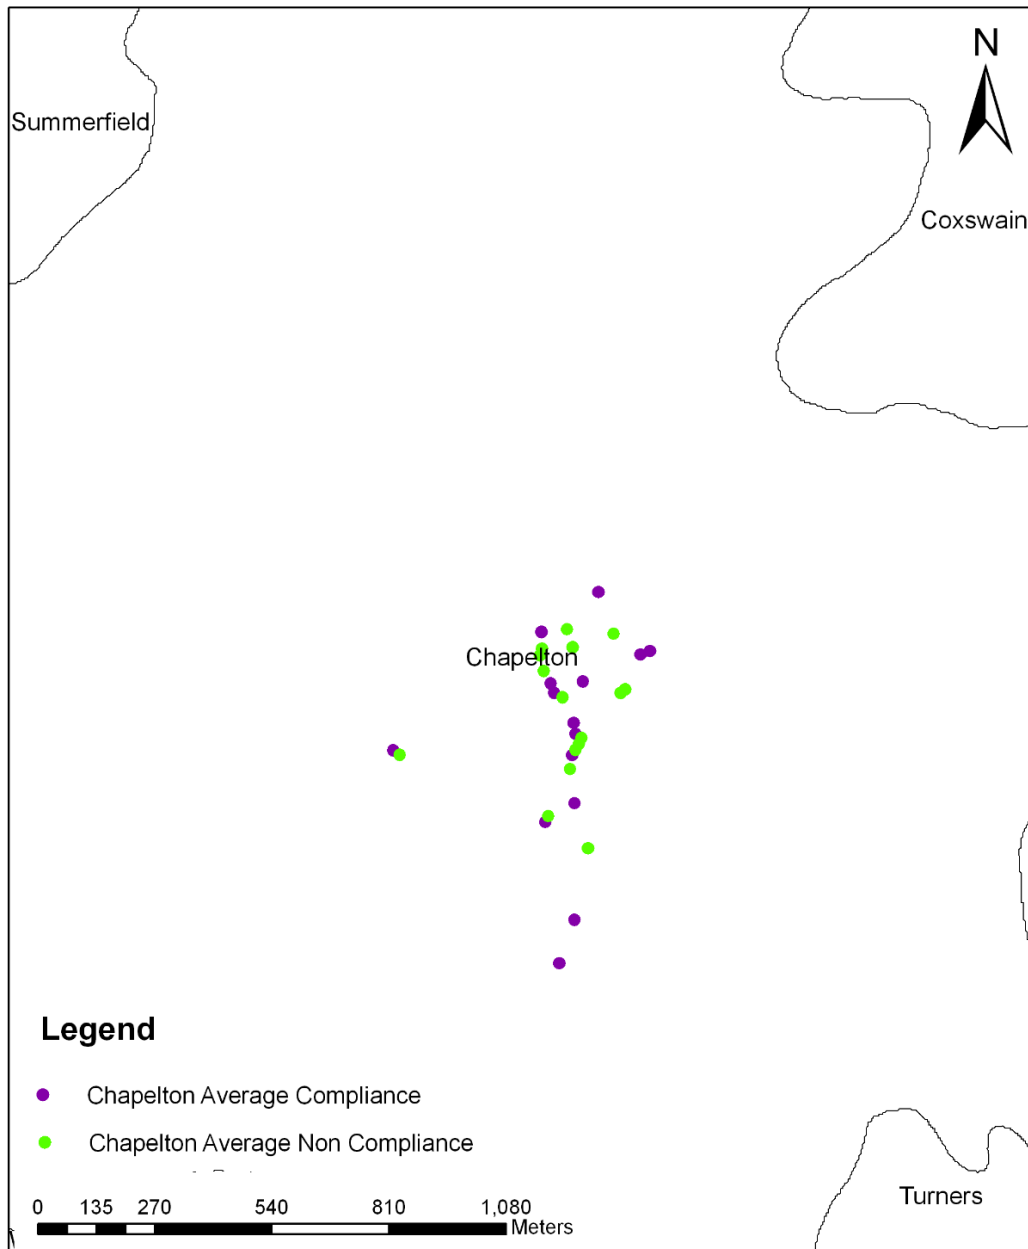 N
Summerfield
Coxswain
Chapelton
Legend
Chapelton Average Compliance
Chapelton Average Non Compliance
Turners
0 135 270 540 810 1,080
Meters